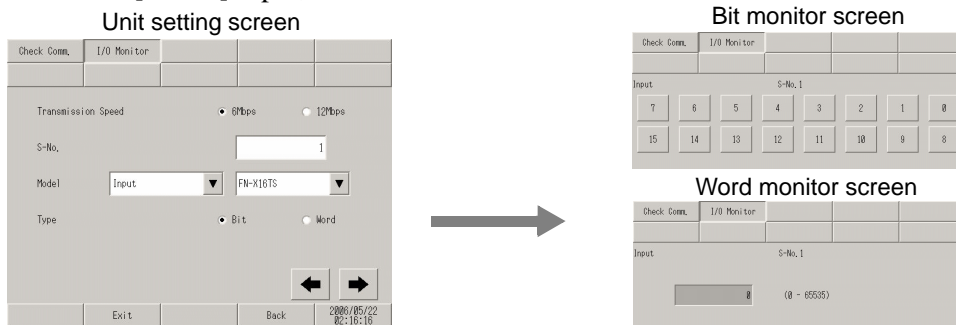 Unit setting screen
Check Comm. I/O Monitor
Transmission Speed 6Mbps 12Mbps
S-No. 1
Model Input FN-X16TS
Type Bit Word
Exit Back 2006/05/22
02:16:16
Bit monitor screen
Check Comm. I/O Monitor
Input S-No.1
7 6 5 4 3 2 1 0
15 14 13 12 11 10 9 8
Word monitor screen
Check Comm. I/O Monitor
Input S-No.1
0 (0 - 65535)